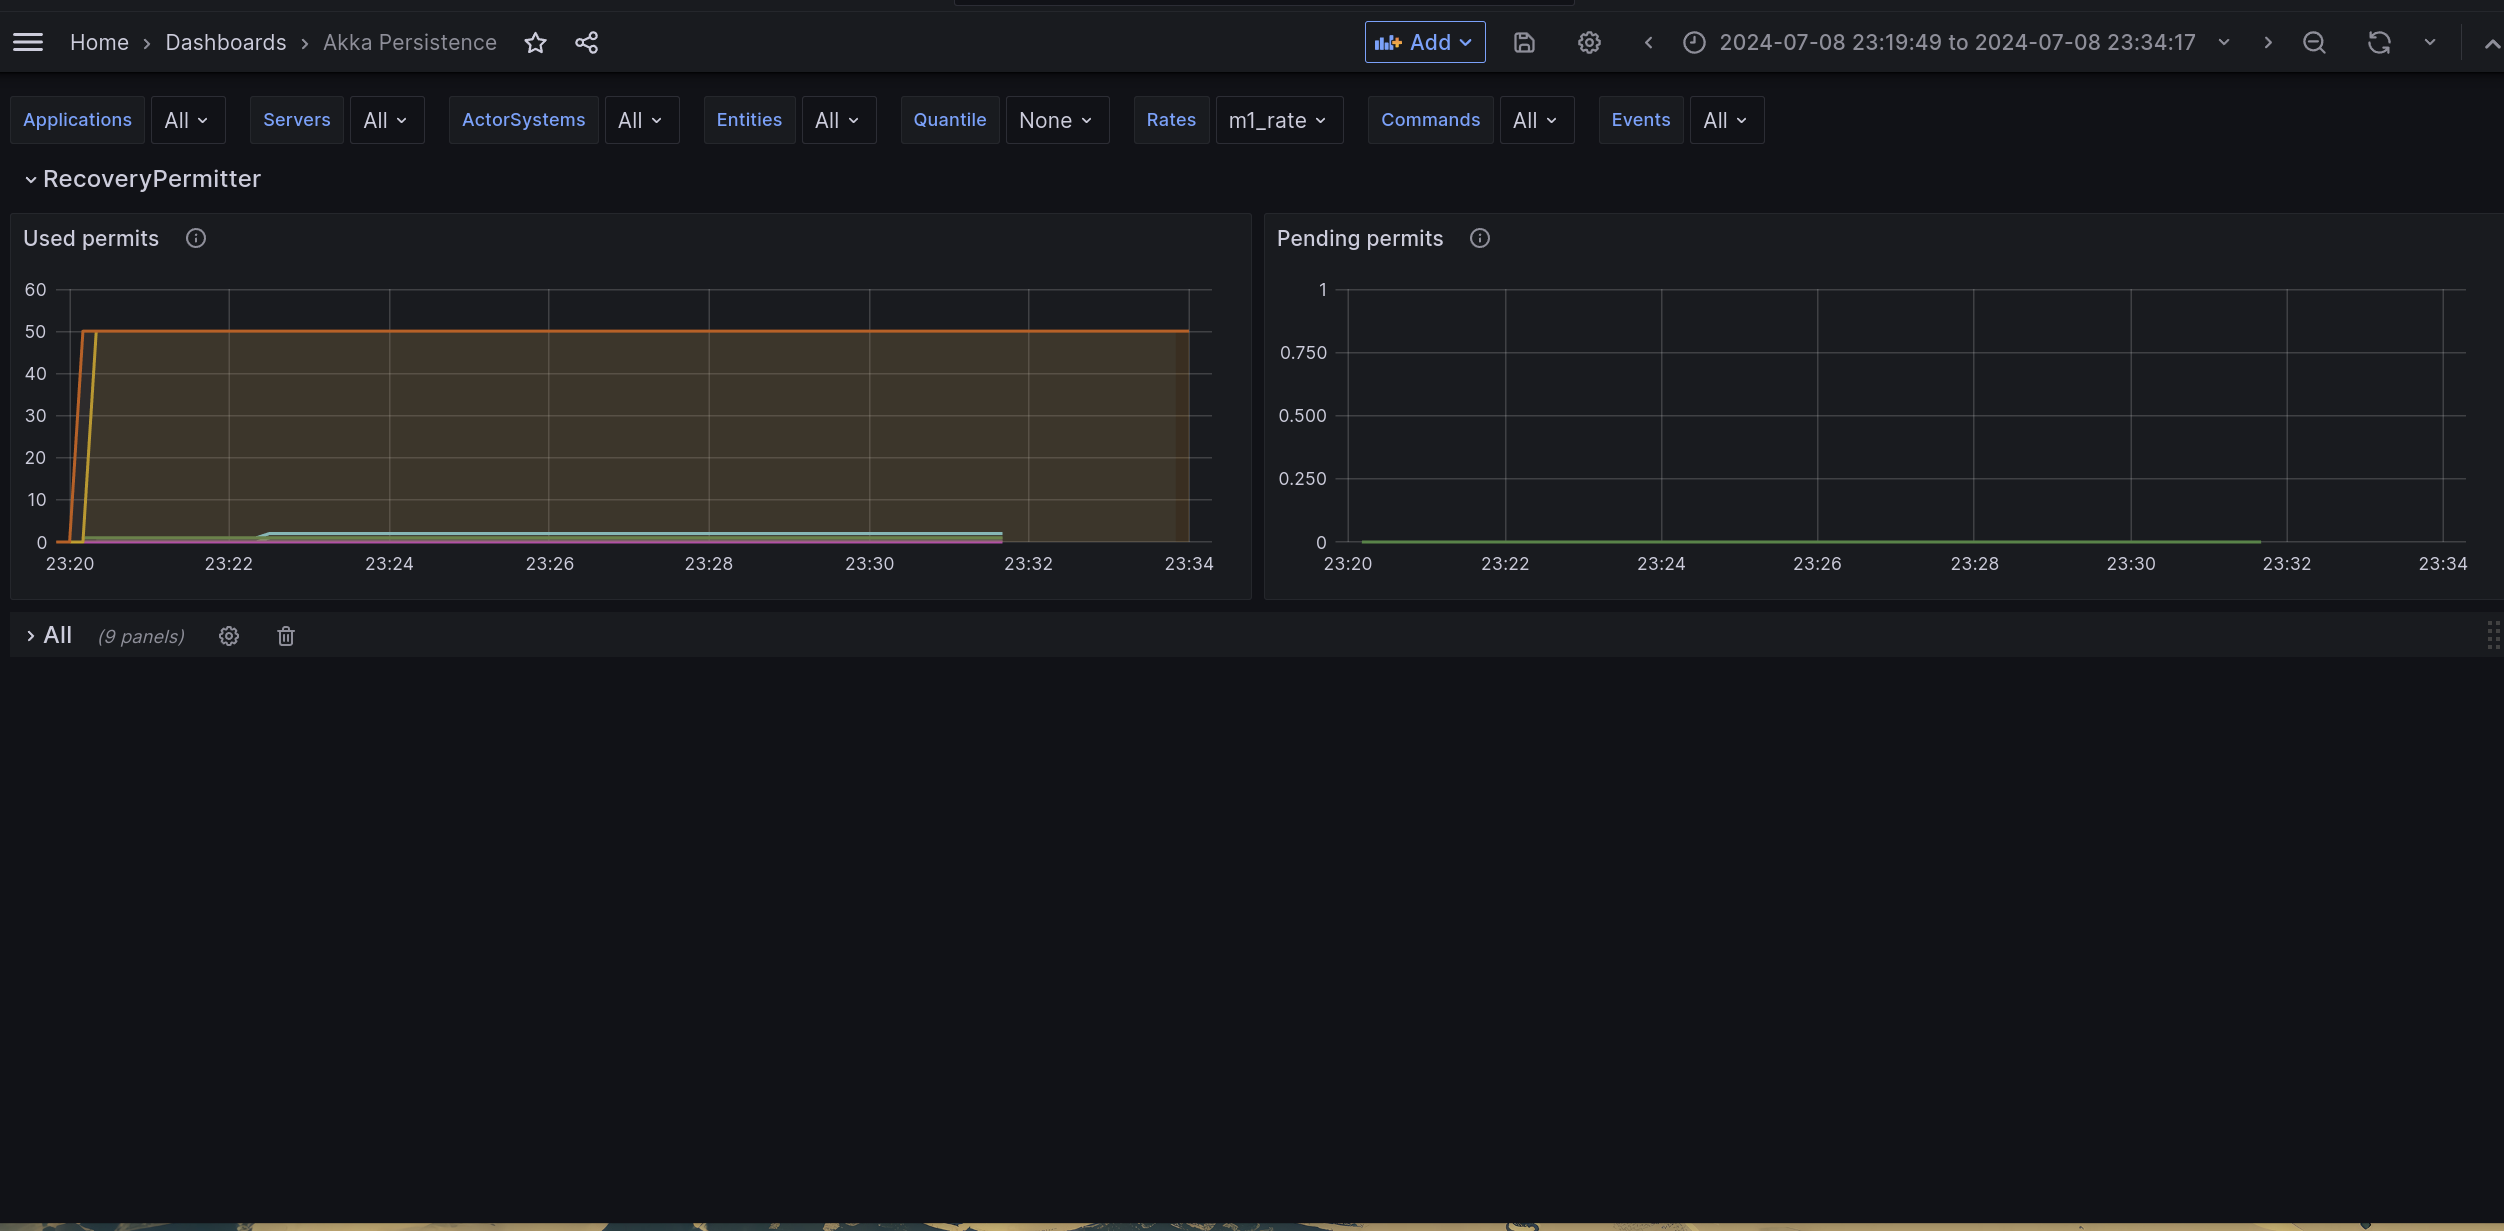 Home › Dashboards › Akka Persistence Add 2024-07-08 23:19:49 to 2024-07-08 23:34:17
Applications All Servers All ActorSystems All Entities All Quantile None Rates m1_rate Commands All Events All
RecoveryPermitter
Used permits
60
50
40
30
20
10
0
23:20 23:22 23:24 23:26 23:28 23:30 23:32 23:34
Pending permits
1
0.750
0.500
0.250
0
23:20 23:22 23:24 23:26 23:28 23:30 23:32 23:34
All (9 panels)